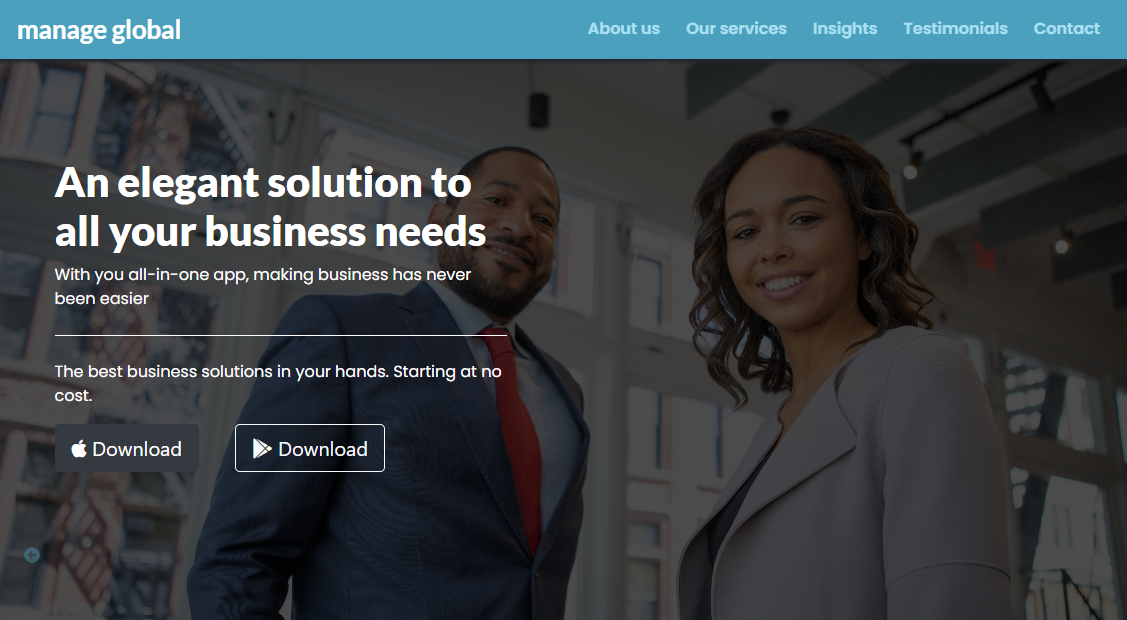 manage global
About us Our services Insights Testimonials Contact
An elegant solution to
all your business needs
With you all-in-one app, making business has never
been easier
The best business solutions in your hands. Starting at no
cost.
Download Download